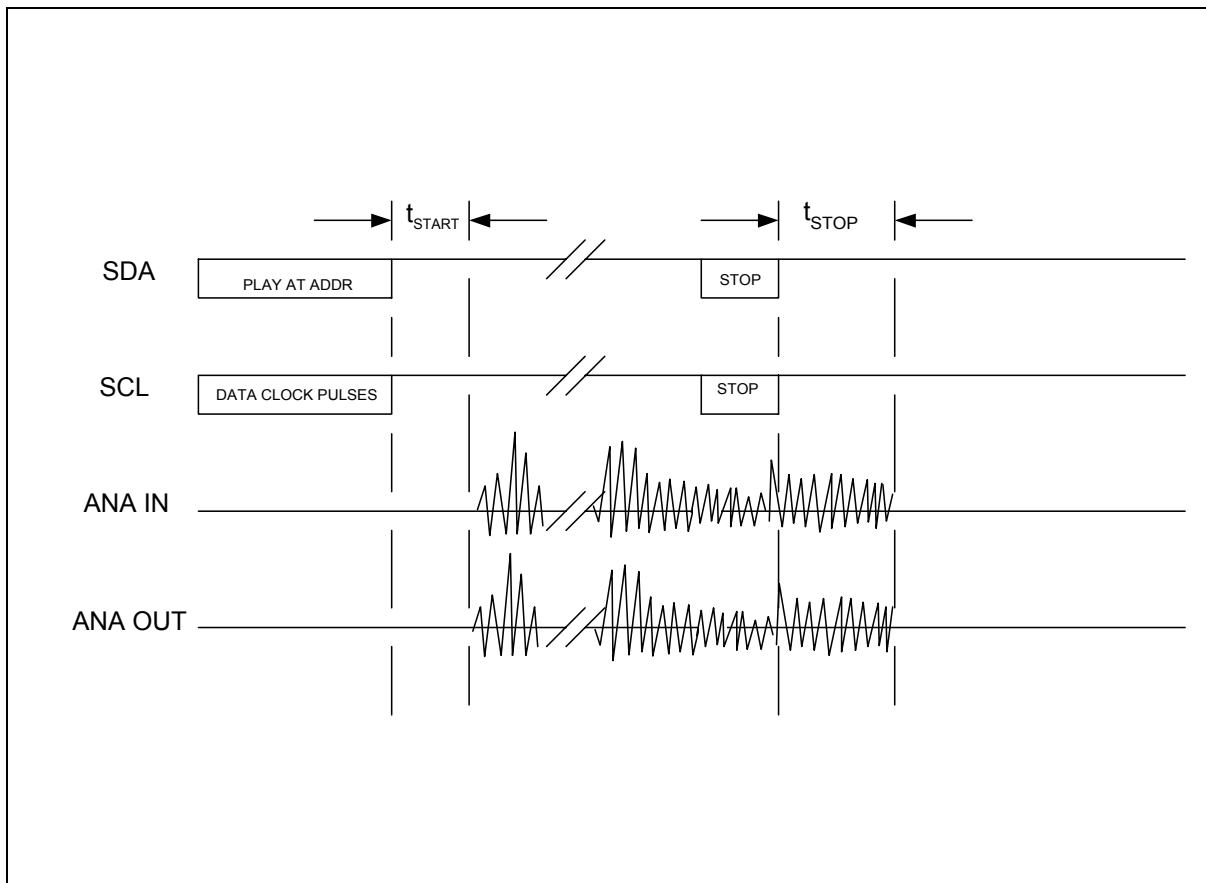 tSTART
tSTOP
SDA
PLAY AT ADDR
STOP
SCL
DATA CLOCK PULSES
STOP
ANA IN
ANA OUT